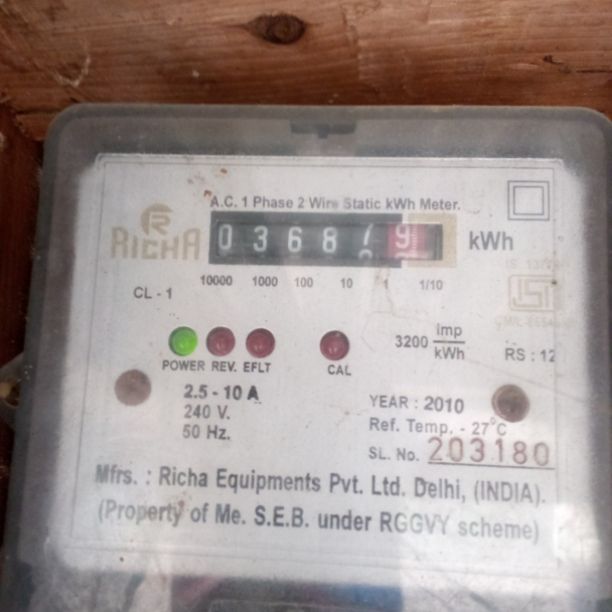 A.C. 1 Phase 2 Wire Static kWh Meter.
R
RICHA
0 3 6 8 7 9
kWh
10000 1000 100 10 1 1/10
CL - 1
ISI
3200 imp/kWh
RS : 12
POWER REV. EFLT
CAL
2.5 - 10 A
240 V.
50 Hz.
YEAR : 2010
Ref. Temp. - 27°C
SL. No. 203180
Mfrs. : Richa Equipments Pvt. Ltd. Delhi, (INDIA).
(Property of Me. S.E.B. under RGGVY scheme)